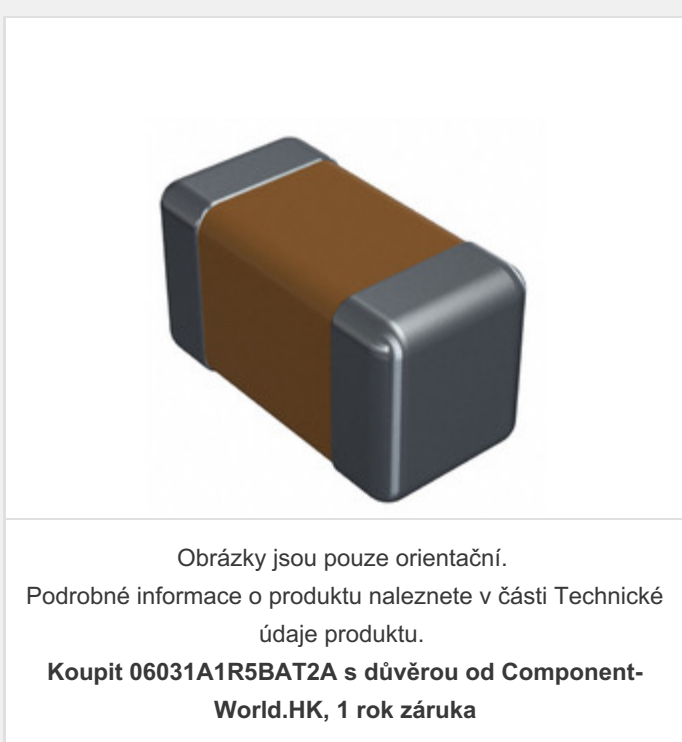 Obrázky jsou pouze orientační.
Podrobné informace o produktu naleznete v části Technické
údaje produktu.
Koupit 06031A1R5BAT2A s důvěrou od Component-
World.HK, 1 rok záruka